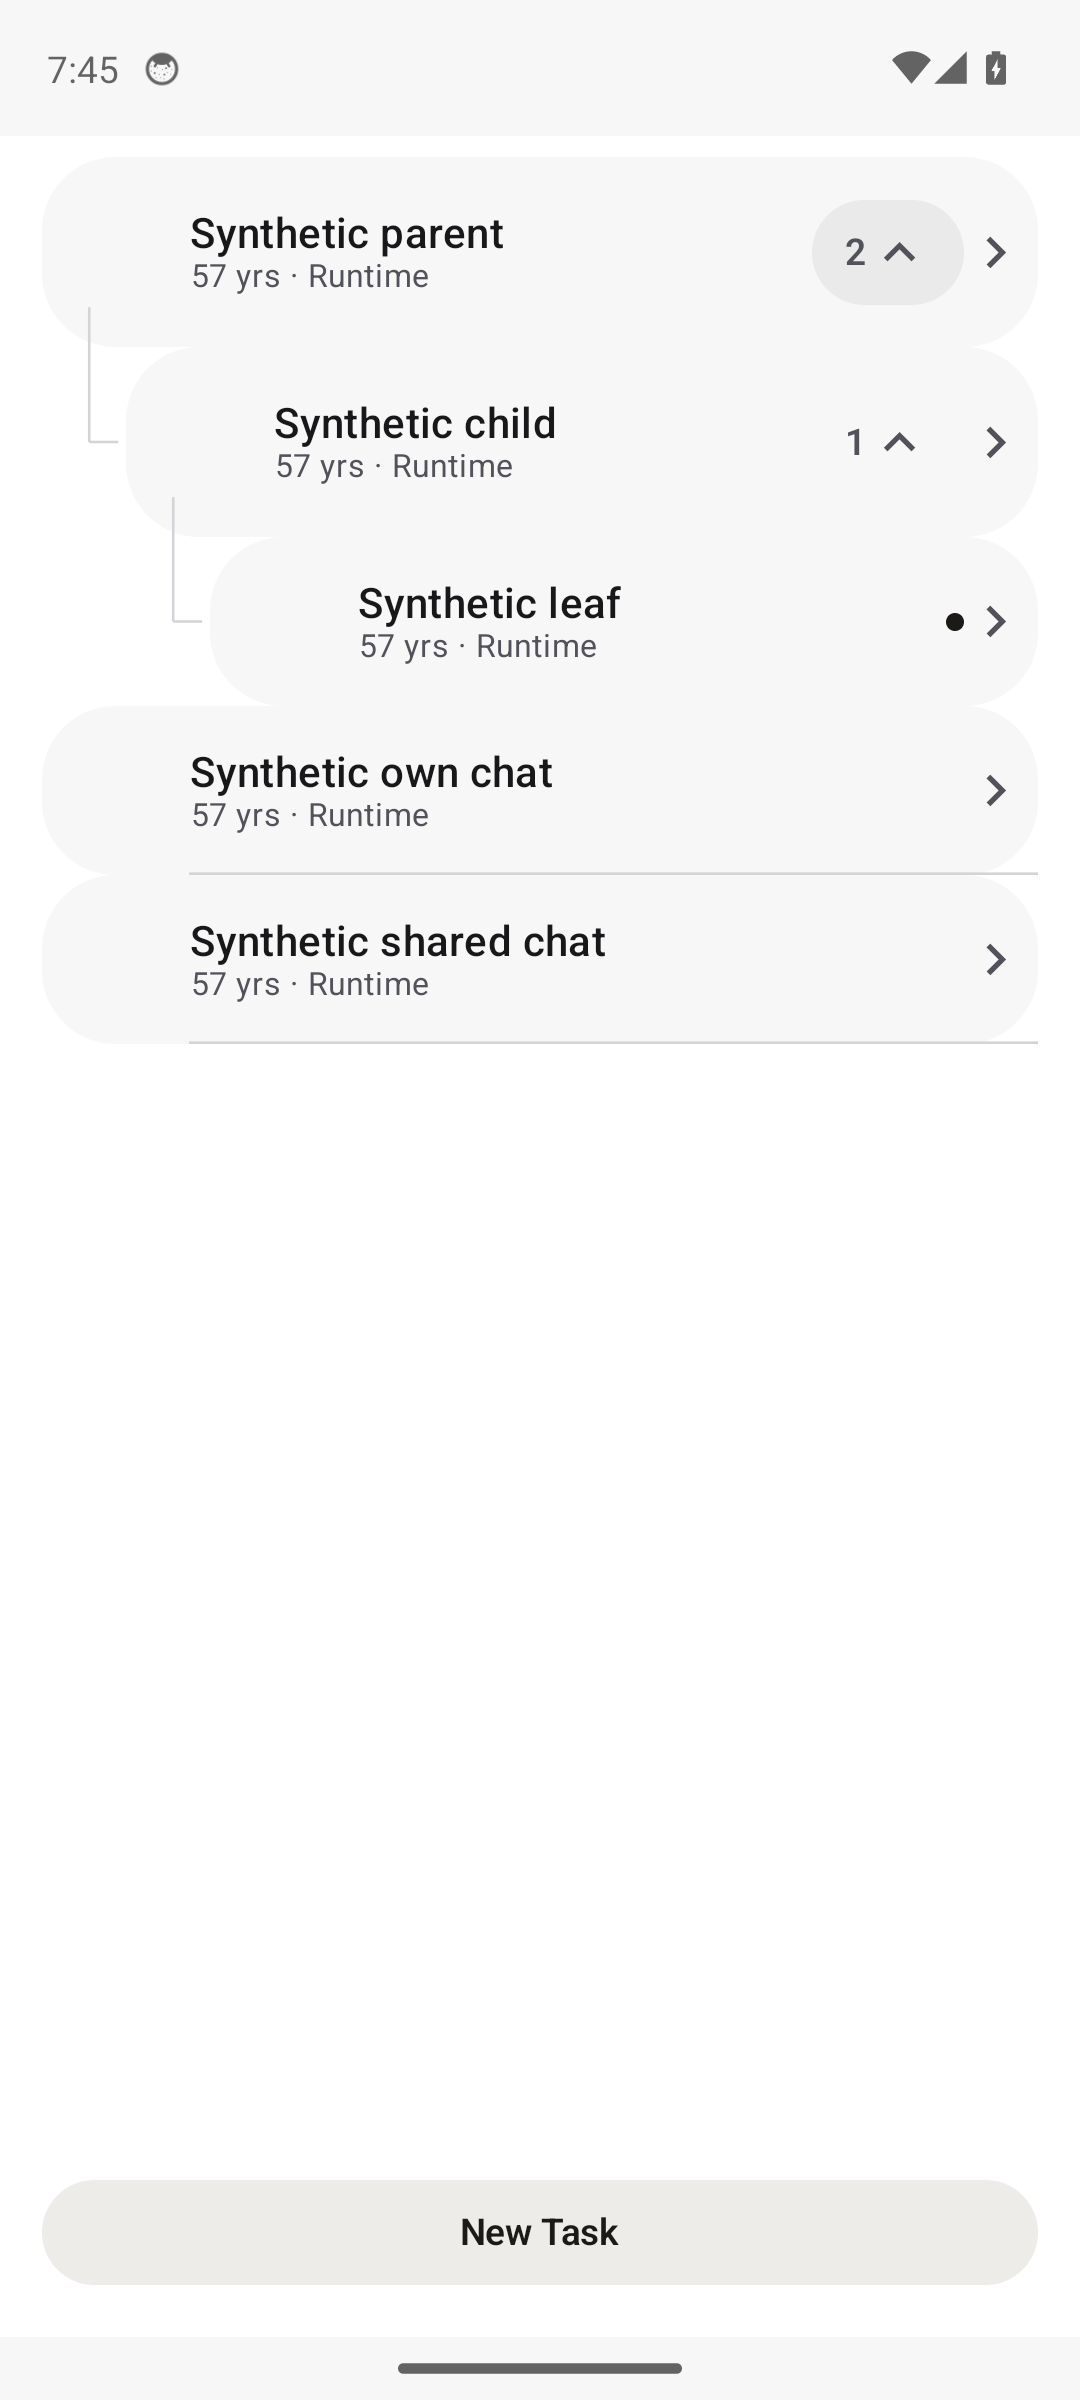 7:45
Synthetic parent
57 yrs · Runtime
2
Synthetic child
57 yrs · Runtime
1
Synthetic leaf
57 yrs · Runtime
Synthetic own chat
57 yrs · Runtime
Synthetic shared chat
57 yrs · Runtime
New Task